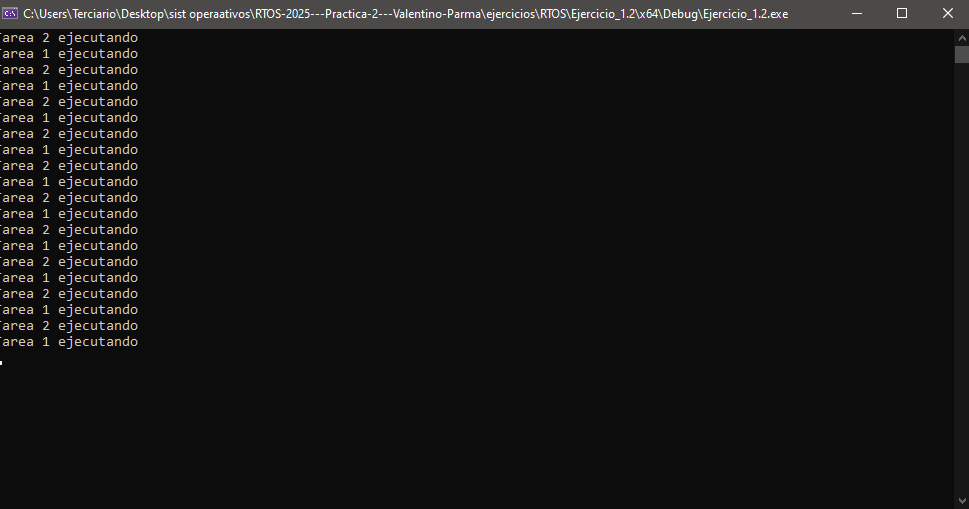 C:\Users\Terciario\Desktop\sist operaativos\RTOS-2025---Practica-2---Valentino-Parma\ejercicios\RTOS\Ejercicio_1.2\x64\Debug\Ejercicio_1.2.exe
Tarea 2 ejecutando
Tarea 1 ejecutando
Tarea 2 ejecutando
Tarea 1 ejecutando
Tarea 2 ejecutando
Tarea 1 ejecutando
Tarea 2 ejecutando
Tarea 1 ejecutando
Tarea 2 ejecutando
Tarea 1 ejecutando
Tarea 2 ejecutando
Tarea 1 ejecutando
Tarea 2 ejecutando
Tarea 1 ejecutando
Tarea 2 ejecutando
Tarea 1 ejecutando
Tarea 2 ejecutando
Tarea 1 ejecutando
Tarea 2 ejecutando
Tarea 1 ejecutando